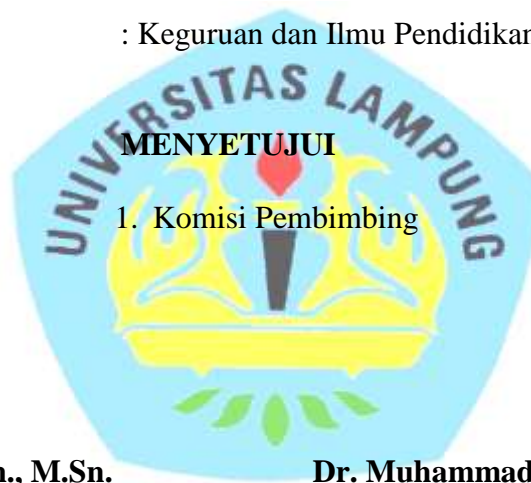 : Keguruan dan Ilmu Pendidikan
UNIVERSITAS LAMPUNG
MENYETUJUI
1. Komisi Pembimbing
n., M.Sn. Dr. Muhammad